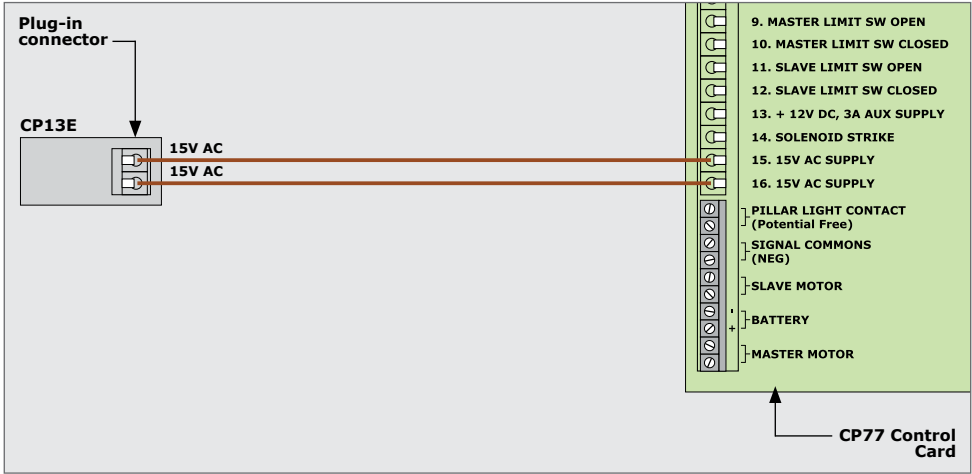 Plug-in
connector
CP13E
15V AC
15V AC
9. MASTER LIMIT SW OPEN
10. MASTER LIMIT SW CLOSED
11. SLAVE LIMIT SW OPEN
12. SLAVE LIMIT SW CLOSED
13. + 12V DC, 3A AUX SUPPLY
14. SOLENOID STRIKE
15. 15V AC SUPPLY
16. 15V AC SUPPLY
PILLAR LIGHT CONTACT
(Potential Free)
SIGNAL COMMONS
(NEG)
SLAVE MOTOR
-
BATTERY
+
MASTER MOTOR
CP77 Control
Card